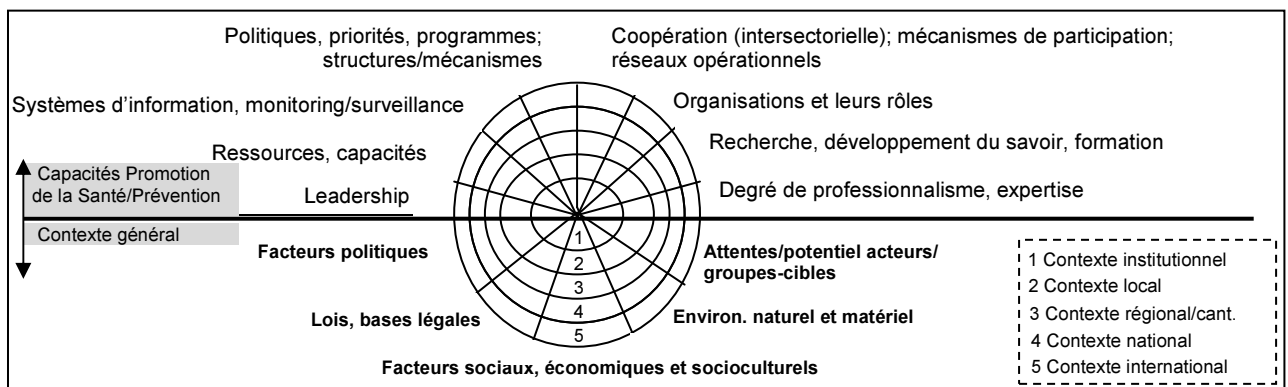 Politiques, priorités, programmes;
structures/mécanismes
Coopération (intersectorielle); mécanismes de participation;
réseaux opérationnels
Systèmes d'information, monitoring/surveillance
Organisations et leurs rôles
Ressources, capacités
Recherche, développement du savoir, formation
Capacités Promotion
de la Santé/Prévention
Leadership
Degré de professionnalisme, expertise
Contexte général
Facteurs politiques
Attentes/potentiel acteurs/
groupes-cibles
Lois, bases légales
Environ. naturel et matériel
Facteurs sociaux, économiques et socioculturels
1
2
3
4
5
1 Contexte institutionnel
2 Contexte local
3 Contexte régional/cant.
4 Contexte national
5 Contexte international